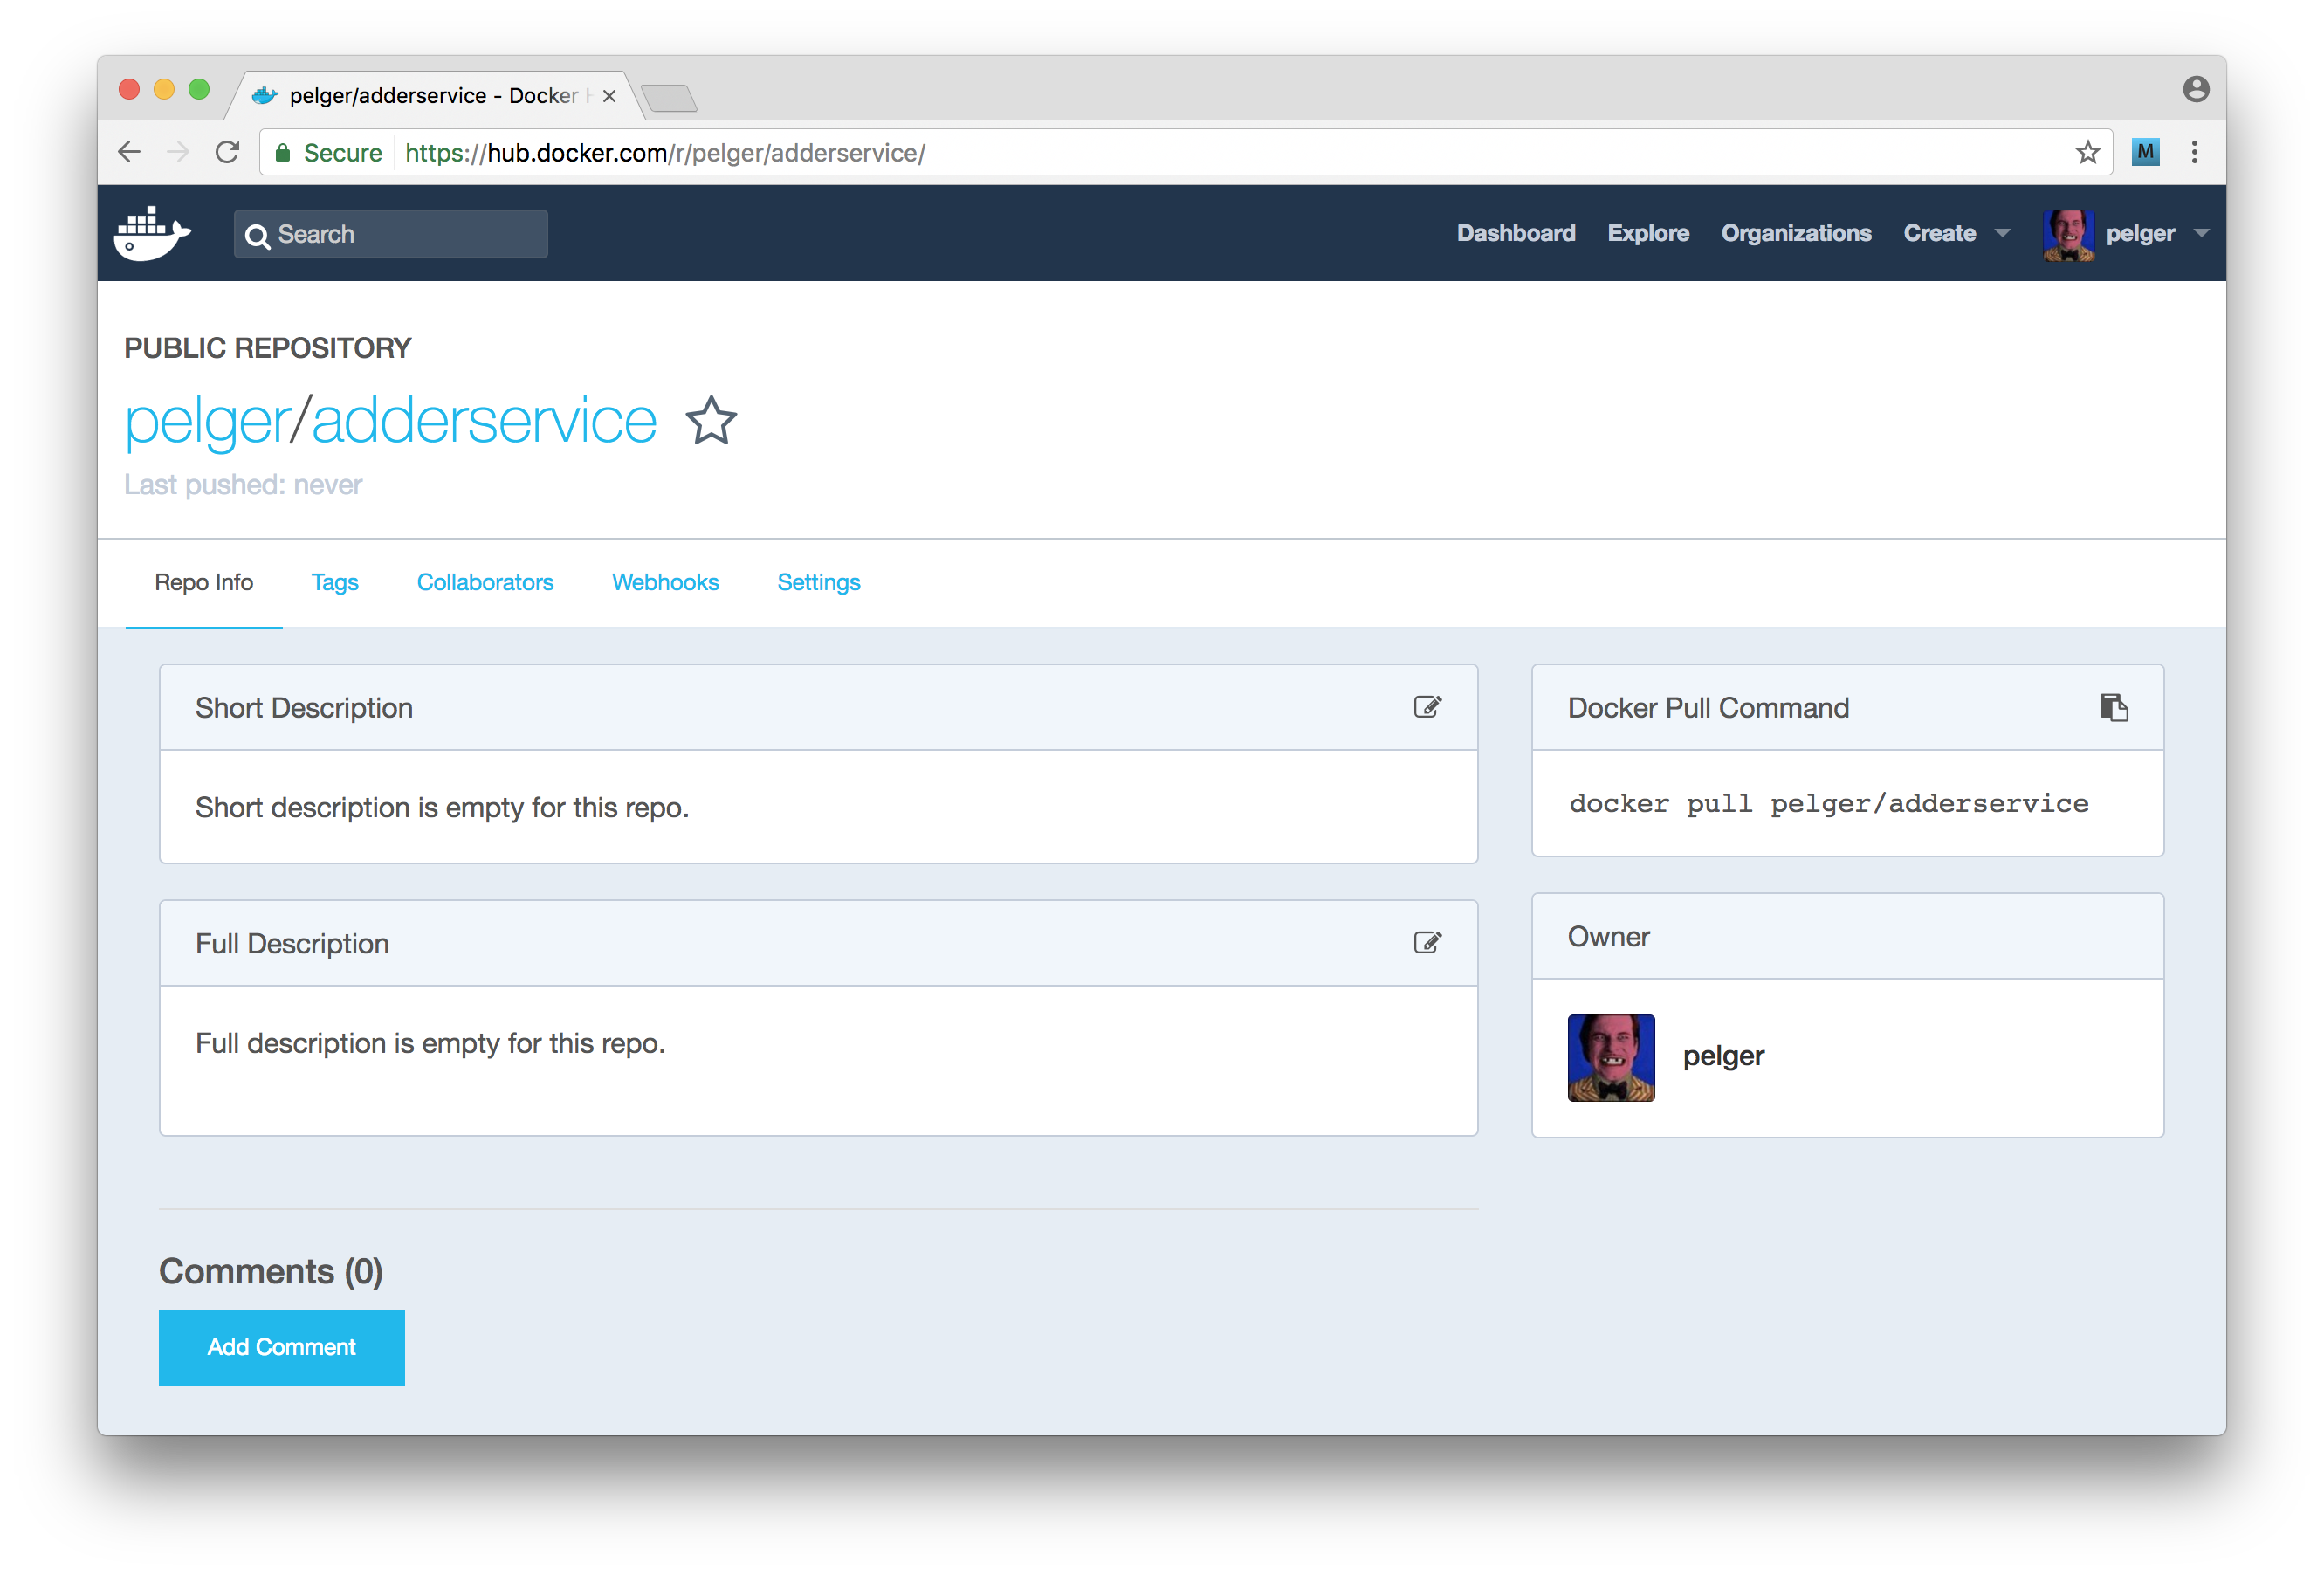 pelger/adderservice - Docker
Secure https://hub.docker.com/r/pelger/adderservice/
M
Search
Dashboard Explore Organizations Create pelger
PUBLIC REPOSITORY
pelger/adderservice
Last pushed: never
Repo Info Tags Collaborators Webhooks Settings
Short Description
Short description is empty for this repo.
Docker Pull Command
docker pull pelger/adderservice
Full Description
Full description is empty for this repo.
Owner
pelger
Comments (0)
Add Comment